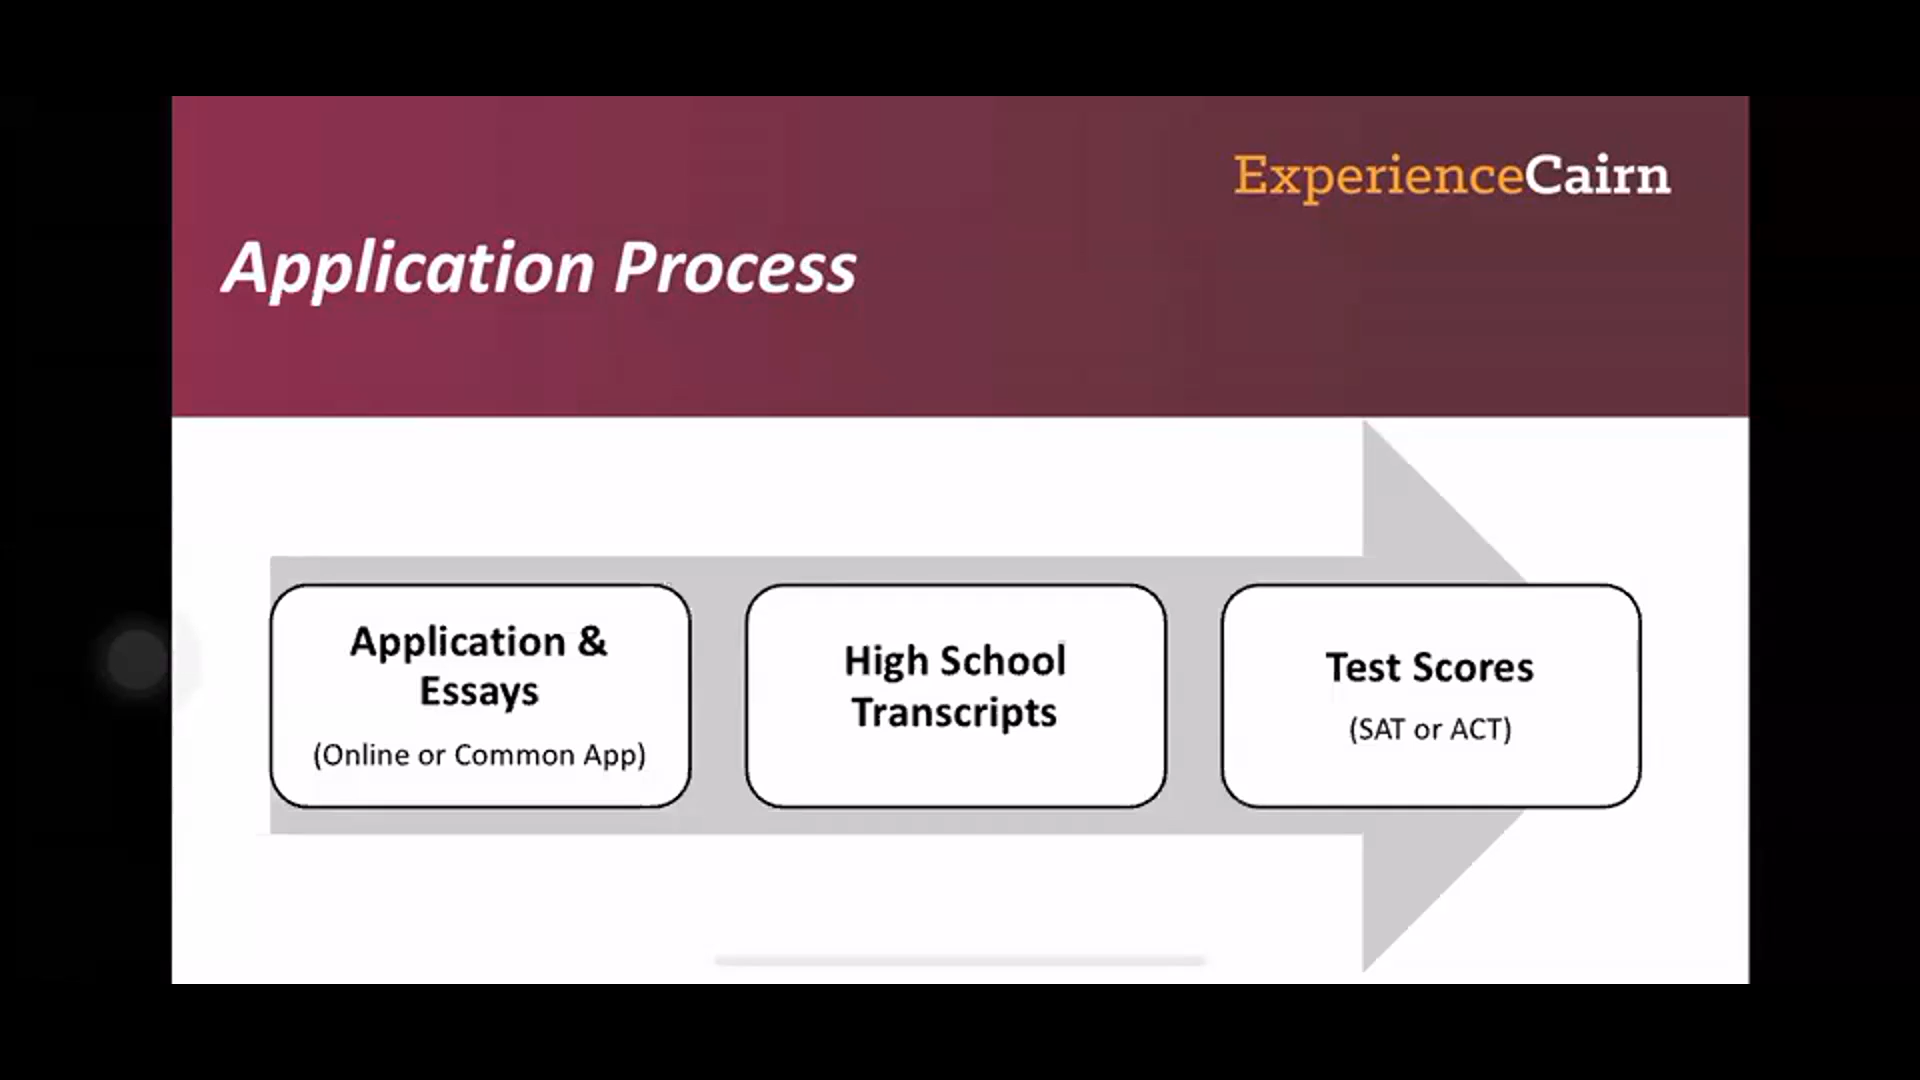 ExperienceCairn
Application Process
Application &
Essays
(Online or Common App)
High School
Transcripts
Test Scores
(SAT or ACT)